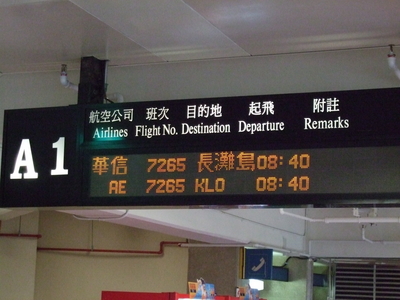 A1
航空公司 班次 目的地 起飛 附註
Airlines Flight No. Destination Departure Remarks
華信 7265 長灘島 08:40
AE 7265 KLO 08:40